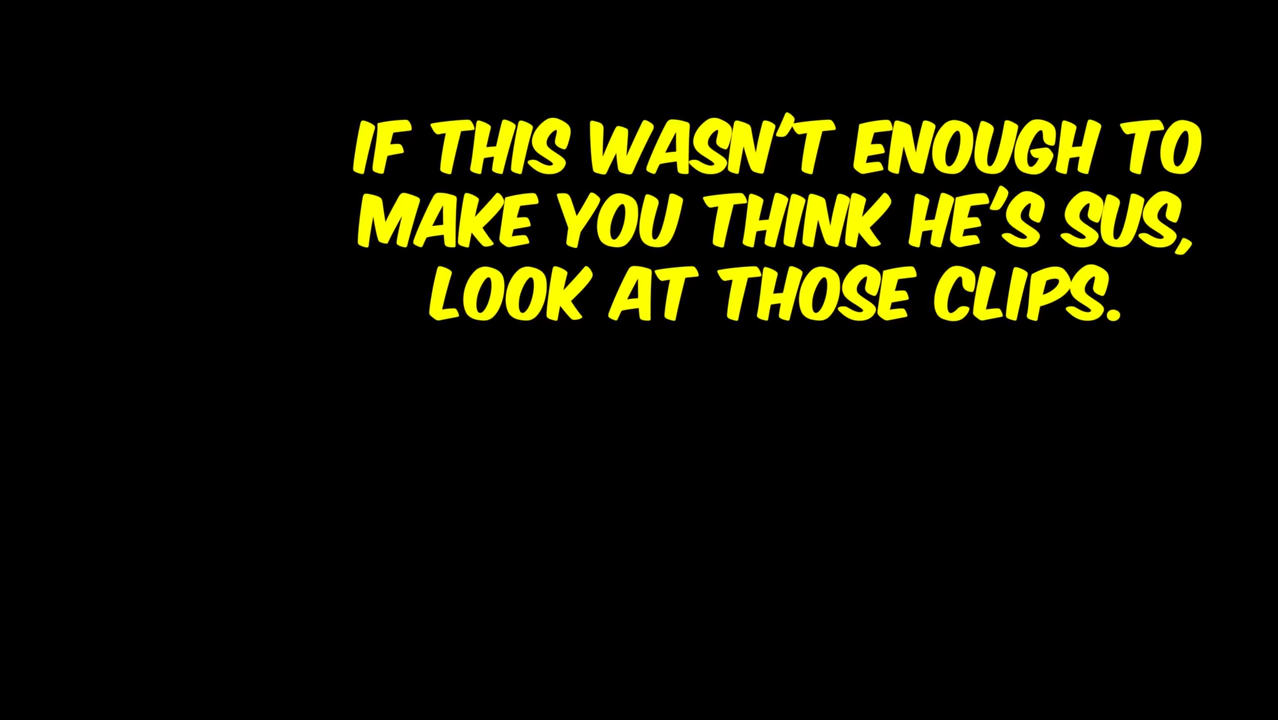 IF THIS WASN'T ENOUGH TO
MAKE YOU THINK HE'S SUS,
LOOK AT THOSE CLIPS.